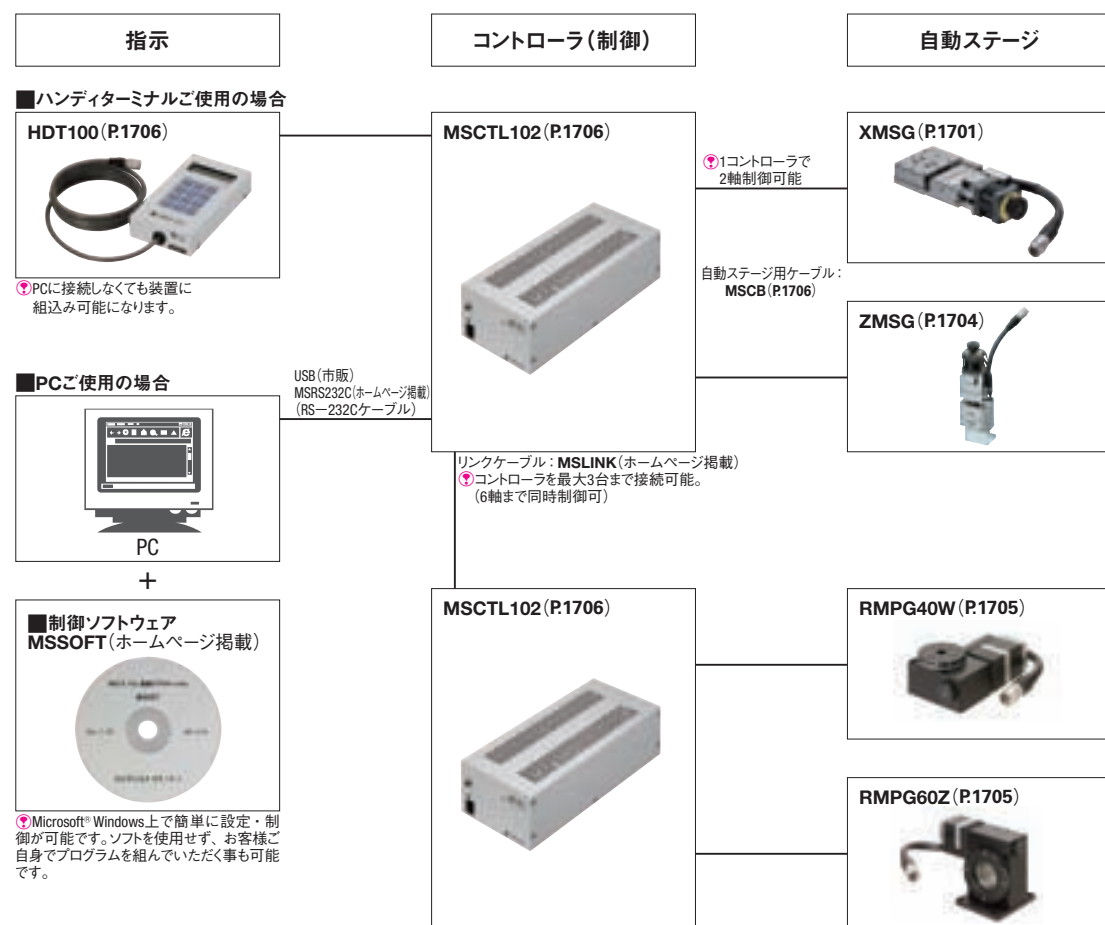 指示
コントローラ（制御）
自動ステージ
■ハンディターミナルご使用の場合
HDT100（P.1706）
PCに接続しなくても装置に
組込み可能になります。
■PCご使用の場合
PC
+
■制御ソフトウェア
MSSOFT（ホームページ掲載）
Microsoft® Windows上で簡単に設定・制
御が可能です。ソフトを使用せず、お客様ご
自身でプログラムを組んでいただく事も可能
です。
USB（市販）
MSRS232C（ホームページ掲載）
（RS－232Cケーブル）
MSCTL102（P.1706）
リンクケーブル：MSLINK（ホームページ掲載）
コントローラを最大3台まで接続可能。
（6軸まで同時制御可）
MSCTL102（P.1706）
1コントローラで
2軸制御可能
自動ステージ用ケーブル：
MSCB（P.1706）
XMSG（P.1701）
ZMSG（P.1704）
RMPG40W（P.1705）
RMPG60Z（P.1705）